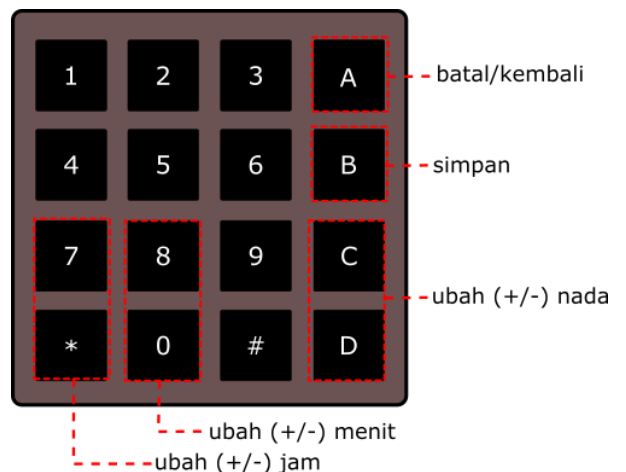 1 2 3 A batal/kembali
4 5 6 B simpan
7 8 9 C
ubah (+/-) nada
* 0 # D
ubah (+/-) menit
ubah (+/-) jam